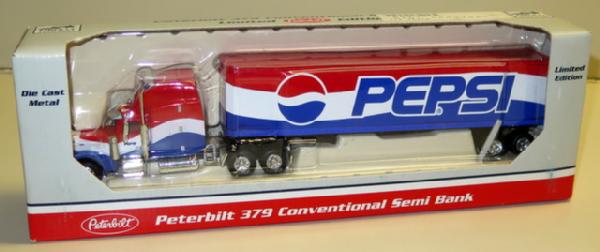 Die Cast
Metal
PEPSI
Limited
Edition
Peterbilt
Peterbilt 379 Conventional Semi Bank